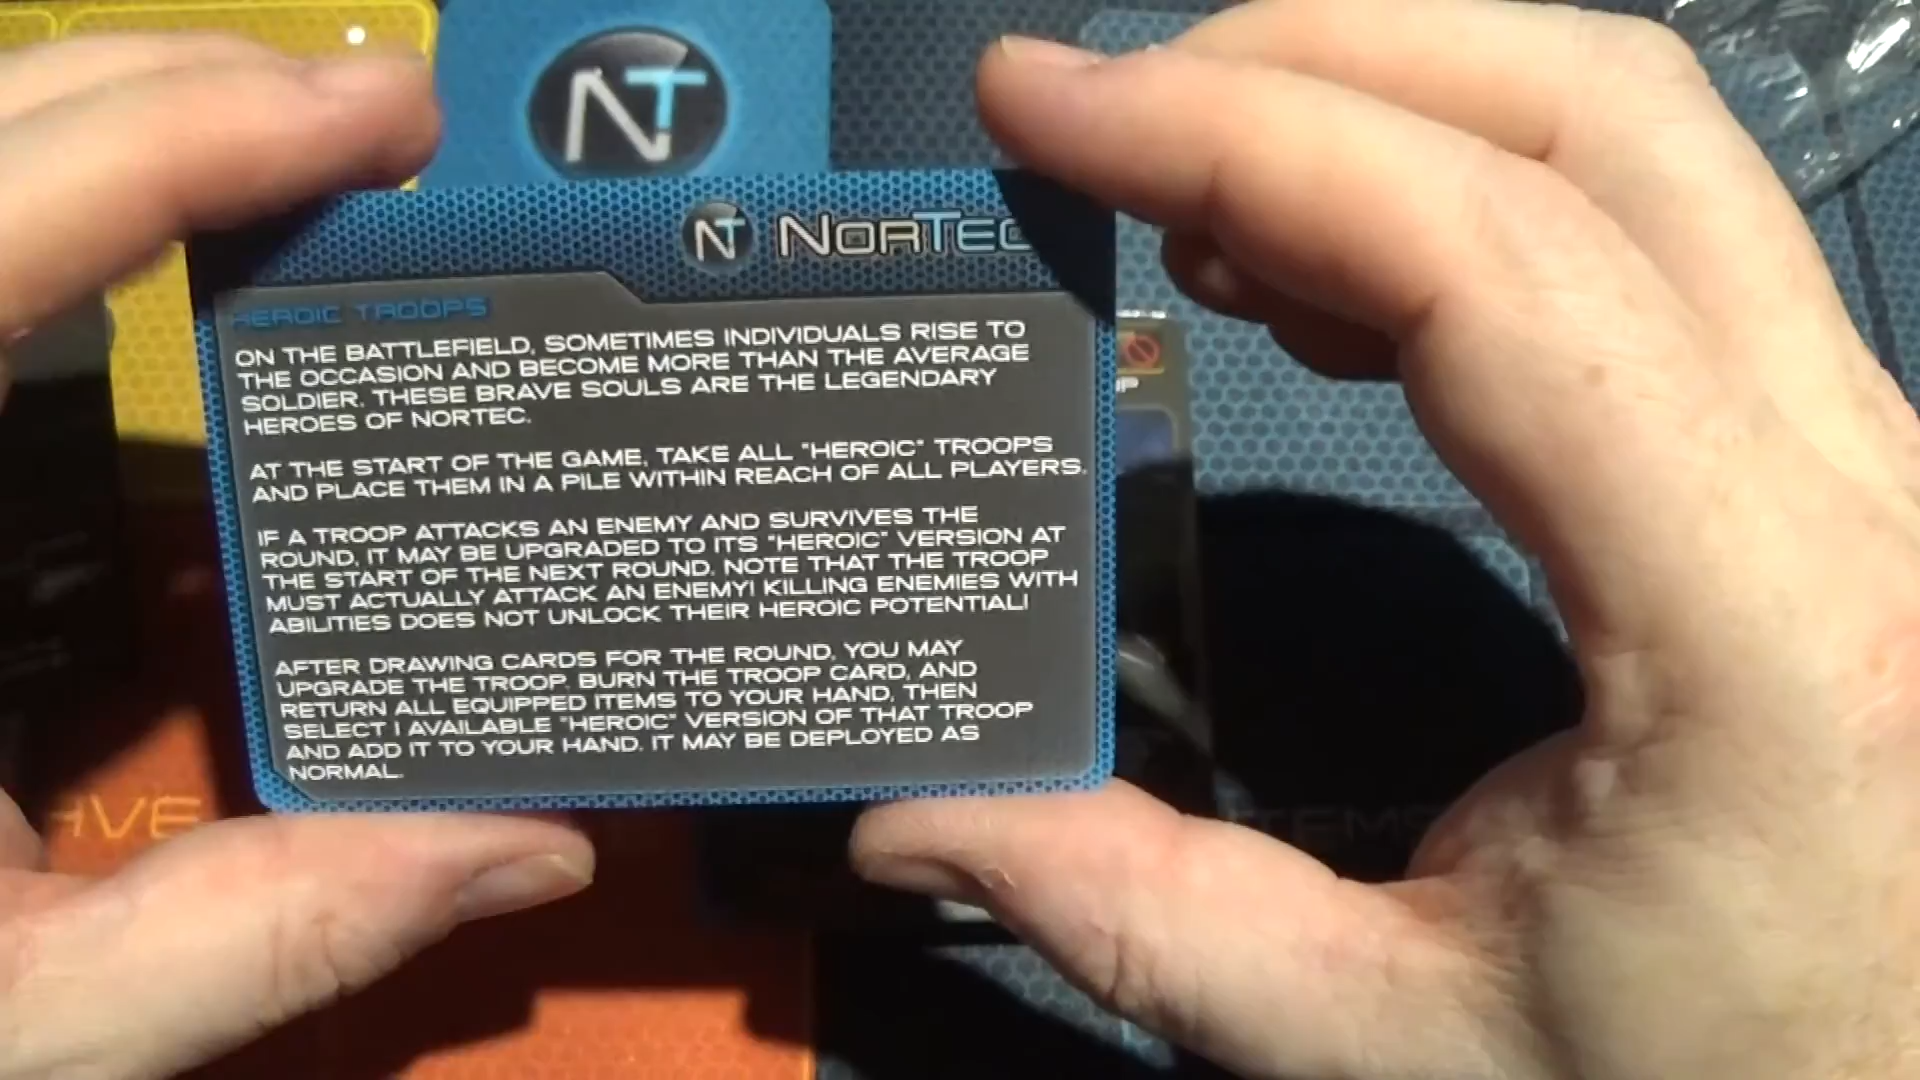 NT
NT NORTEC
HEROIC TROOPS
ON THE BATTLEFIELD, SOMETIMES INDIVIDUALS RISE TO
THE OCCASION AND BECOME MORE THAN THE AVERAGE
SOLDIER. THESE BRAVE SOULS ARE THE LEGENDARY
HEROES OF NORTEC.
AT THE START OF THE GAME, TAKE ALL "HEROIC" TROOPS
AND PLACE THEM IN A PILE WITHIN REACH OF ALL PLAYERS.
IF A TROOP ATTACKS AN ENEMY AND SURVIVES THE
ROUND, IT MAY BE UPGRADED TO ITS "HEROIC" VERSION AT
THE START OF THE NEXT ROUND. NOTE THAT THE TROOP
MUST ACTUALLY ATTACK AN ENEMY! KILLING ENEMIES WITH
ABILITIES DOES NOT UNLOCK THEIR HEROIC POTENTIAL!
AFTER DRAWING CARDS FOR THE ROUND, YOU MAY
UPGRADE THE TROOP. BURN THE TROOP CARD, AND
RETURN ALL EQUIPPED ITEMS TO YOUR HAND, THEN
SELECT 1 AVAILABLE "HEROIC" VERSION OF THAT TROOP
AND ADD IT TO YOUR HAND. IT MAY BE DEPLOYED AS
NORMAL.